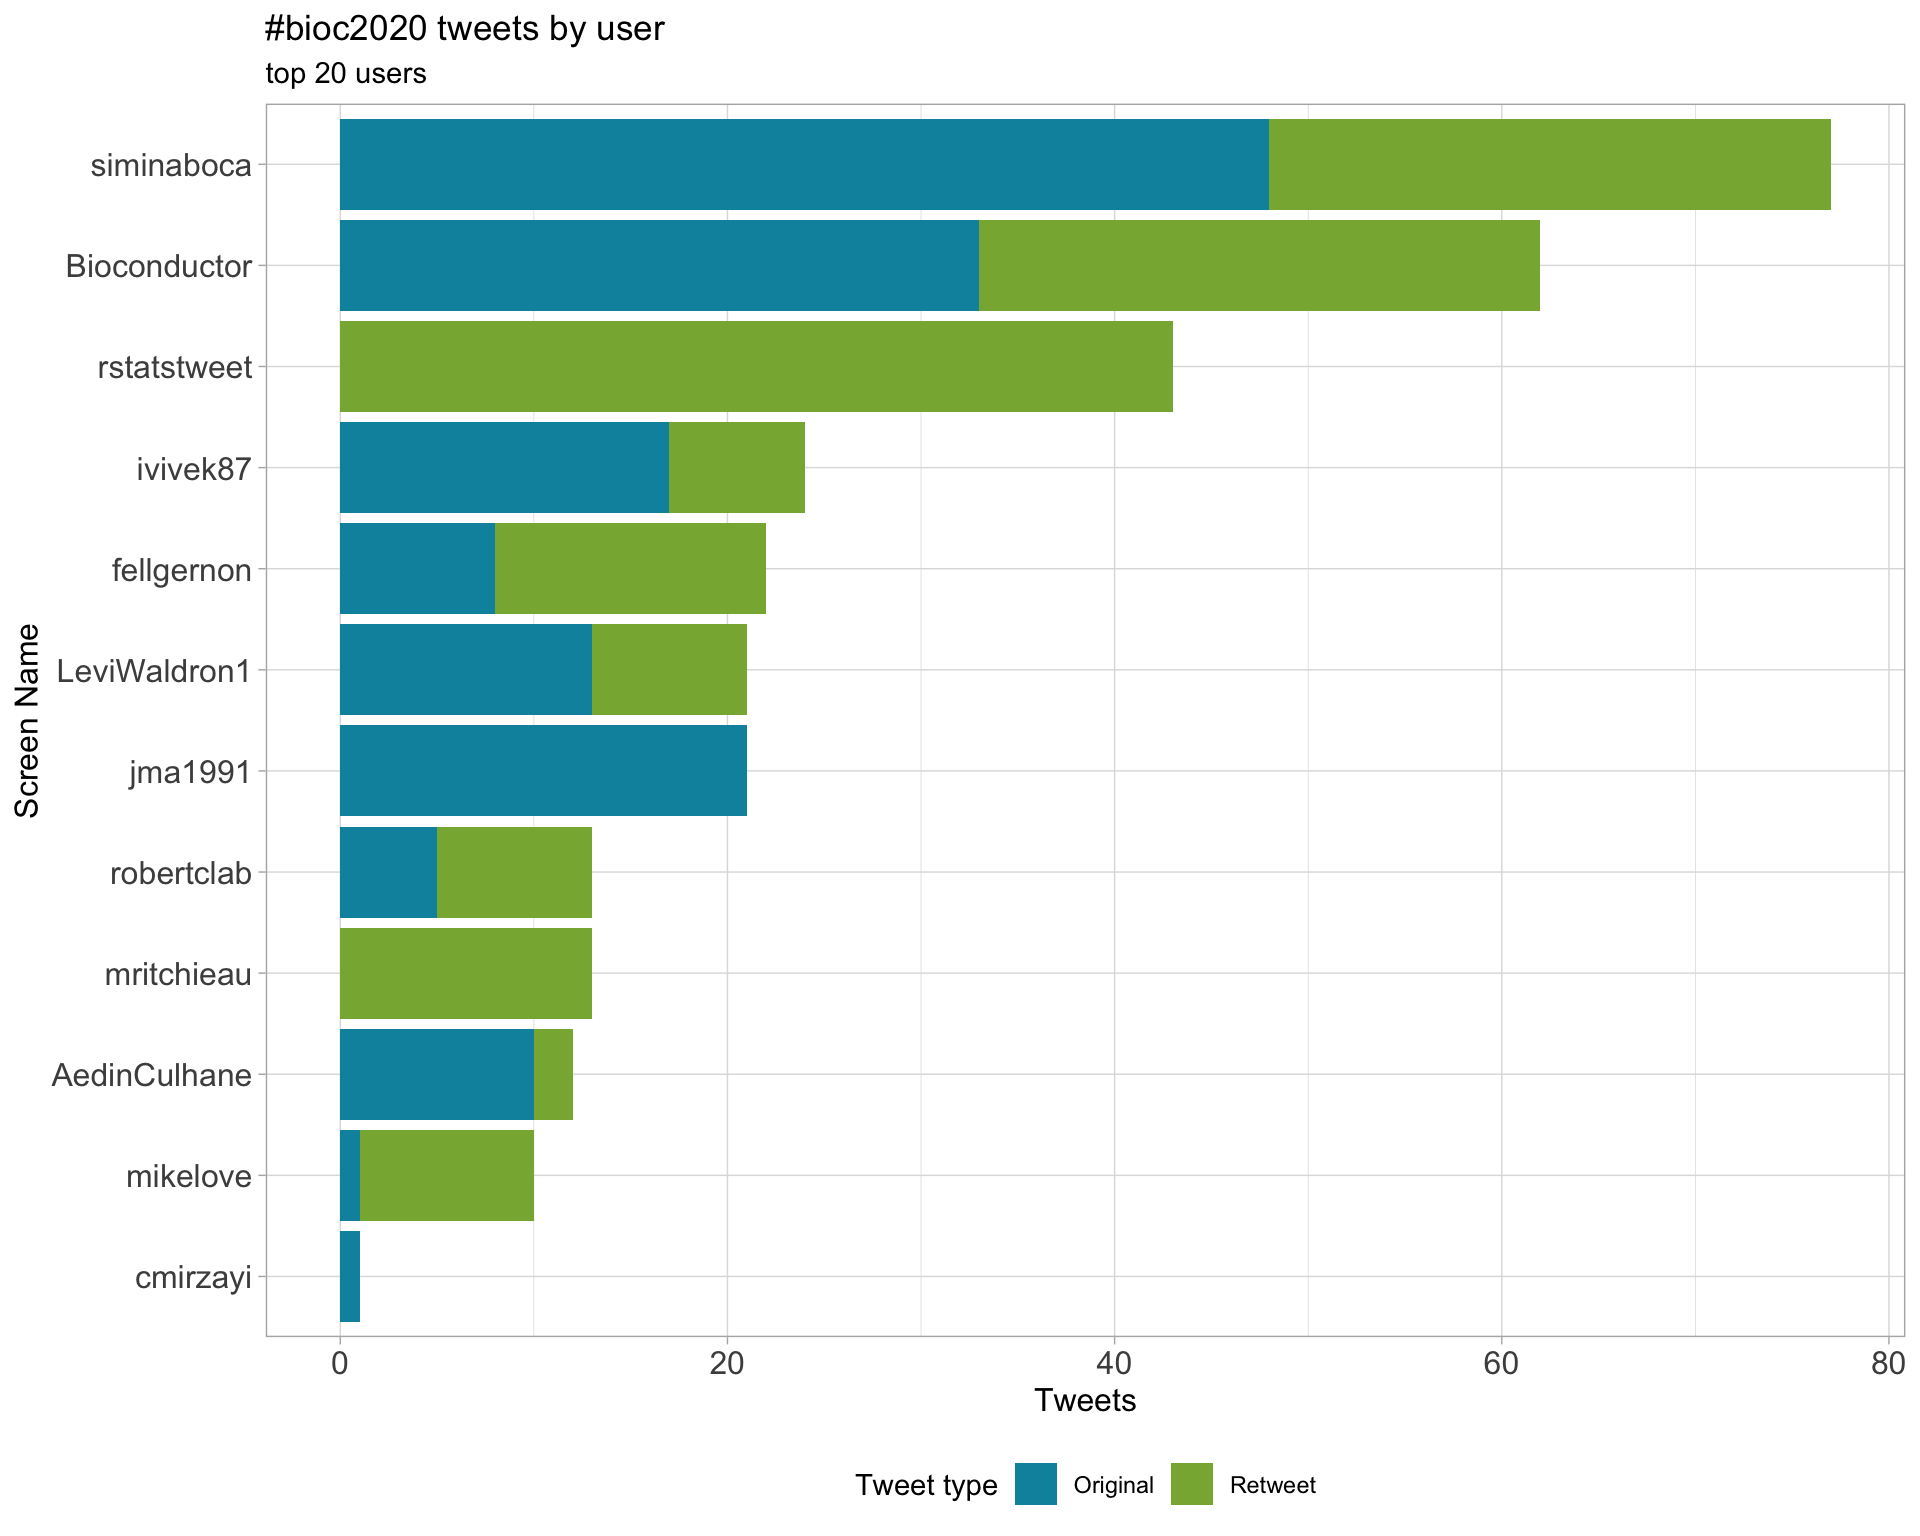 #bioc2020 tweets by user
top 20 users
Screen Name
siminaboca
Bioconductor
rstatstweet
ivivek87
fellgernon
LeviWaldron1
jma1991
robertclab
mritchieau
AedinCulhane
mikelove
cmirzayi
0 20 40 60 80
Tweets
Tweet type Original Retweet